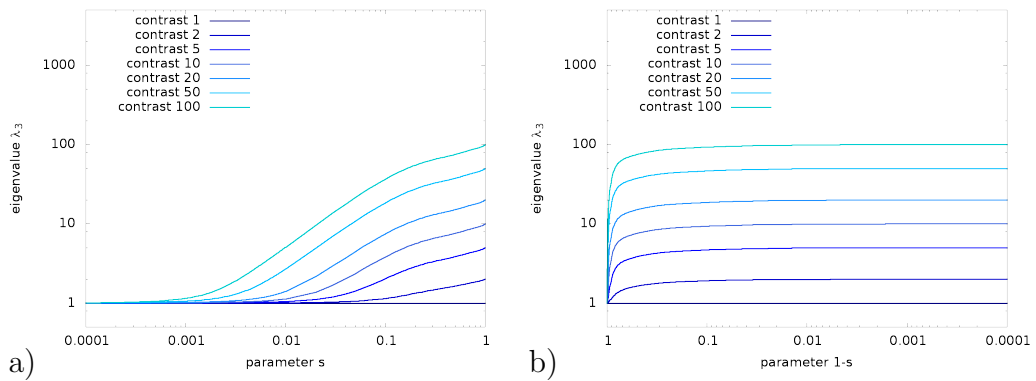 contrast 1
contrast 2
contrast 5
contrast 10
contrast 20
contrast 50
contrast 100
1000
100
10
1
eigenvalue λ3
0.0001 0.001 0.01 0.1 1
parameter s
a)
contrast 1
contrast 2
contrast 5
contrast 10
contrast 20
contrast 50
contrast 100
1000
100
10
1
eigenvalue λ3
1 0.1 0.01 0.001 0.0001
parameter 1-s
b)